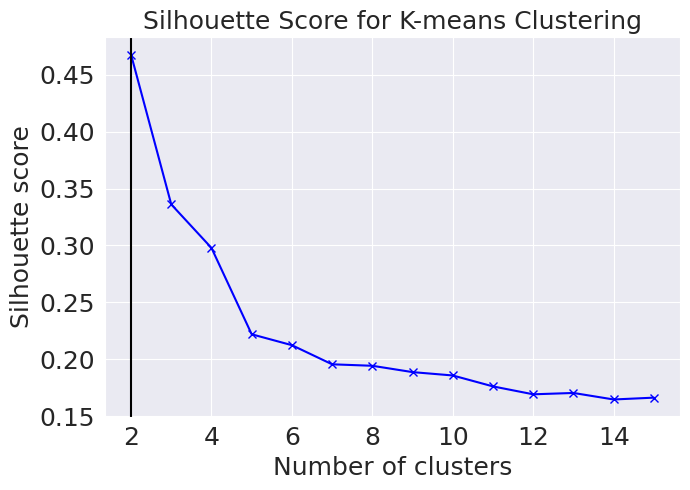 Silhouette Score for K-means Clustering
Silhouette score
0.45
0.40
0.35
0.30
0.25
0.20
0.15
2 4 6 8 10 12 14
Number of clusters